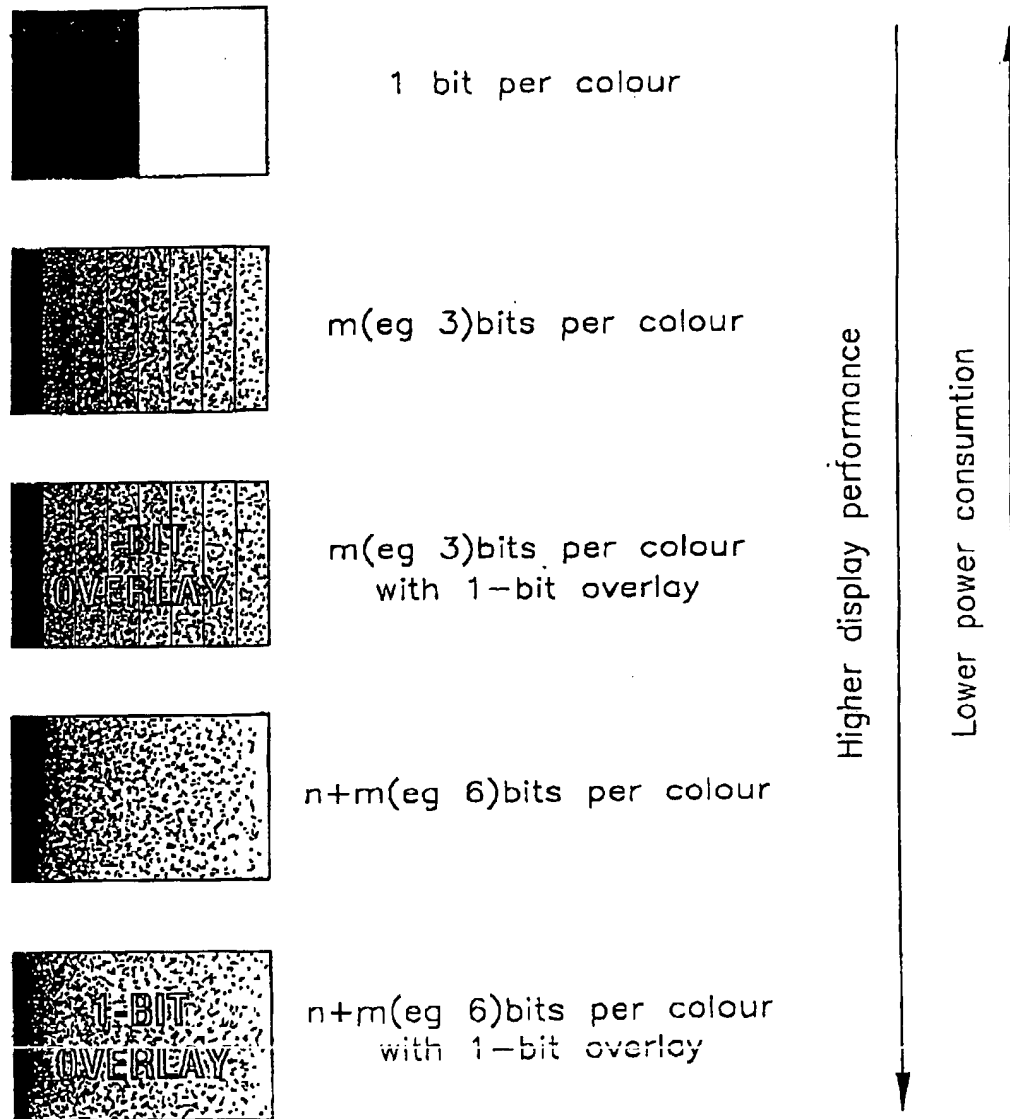 1 bit per colour
m(eg 3)bits per colour
1-BIT
OVERLAY
m(eg 3)bits per colour
with 1-bit overlay
n+m(eg 6)bits per colour
1-BIT
OVERLAY
n+m(eg 6)bits per colour
with 1-bit overlay
Higher display performance
Lower power consumtion